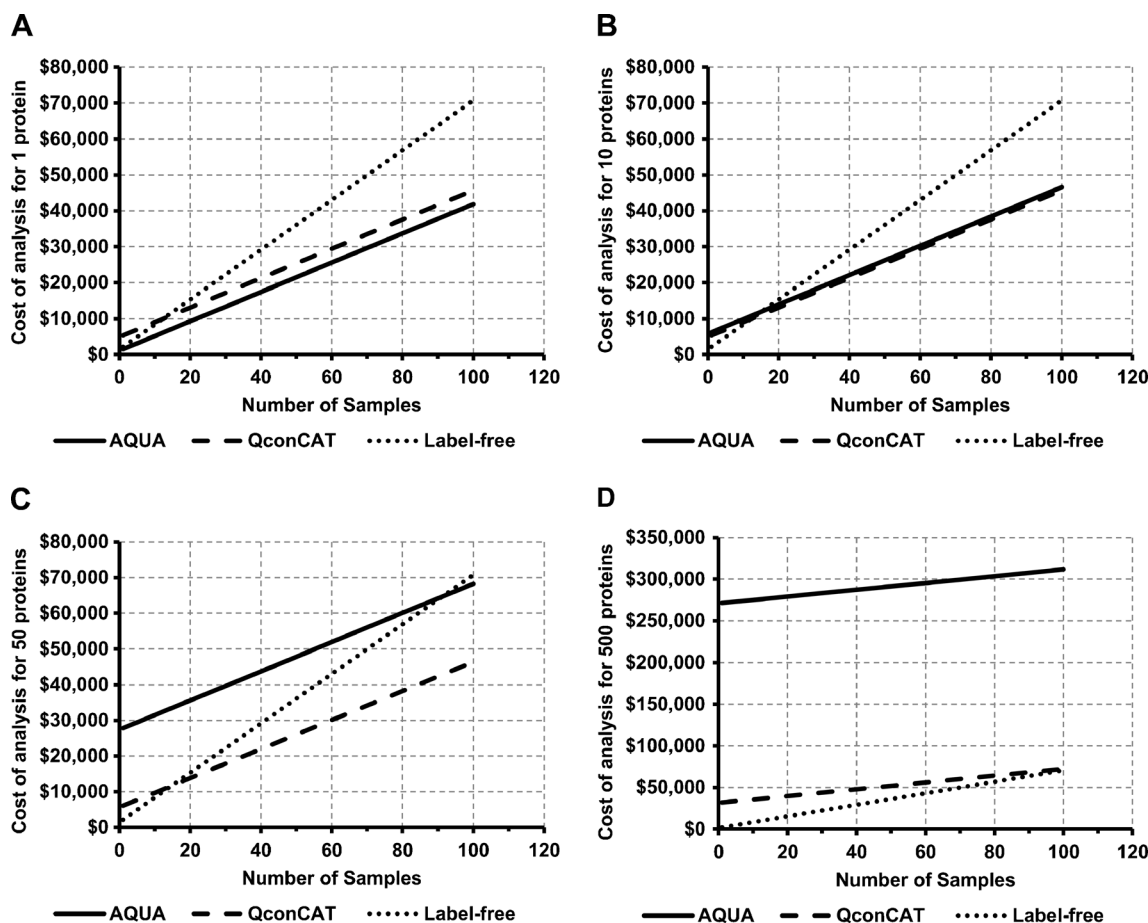 A
Cost of analysis for 1 protein
$80,000
$70,000
$60,000
$50,000
$40,000
$30,000
$20,000
$10,000
$0
0 20 40 60 80 100 120
Number of Samples
AQUA QconCAT Label-free
B
Cost of analysis for 10 proteins
$80,000
$70,000
$60,000
$50,000
$40,000
$30,000
$20,000
$10,000
$0
0 20 40 60 80 100 120
Number of Samples
AQUA QconCAT Label-free
C
Cost of analysis for 50 proteins
$80,000
$70,000
$60,000
$50,000
$40,000
$30,000
$20,000
$10,000
$0
0 20 40 60 80 100 120
Number of Samples
AQUA QconCAT Label-free
D
Cost of analysis for 500 proteins
$350,000
$300,000
$250,000
$200,000
$150,000
$100,000
$50,000
$0
0 20 40 60 80 100 120
Number of Samples
AQUA QconCAT Label-free